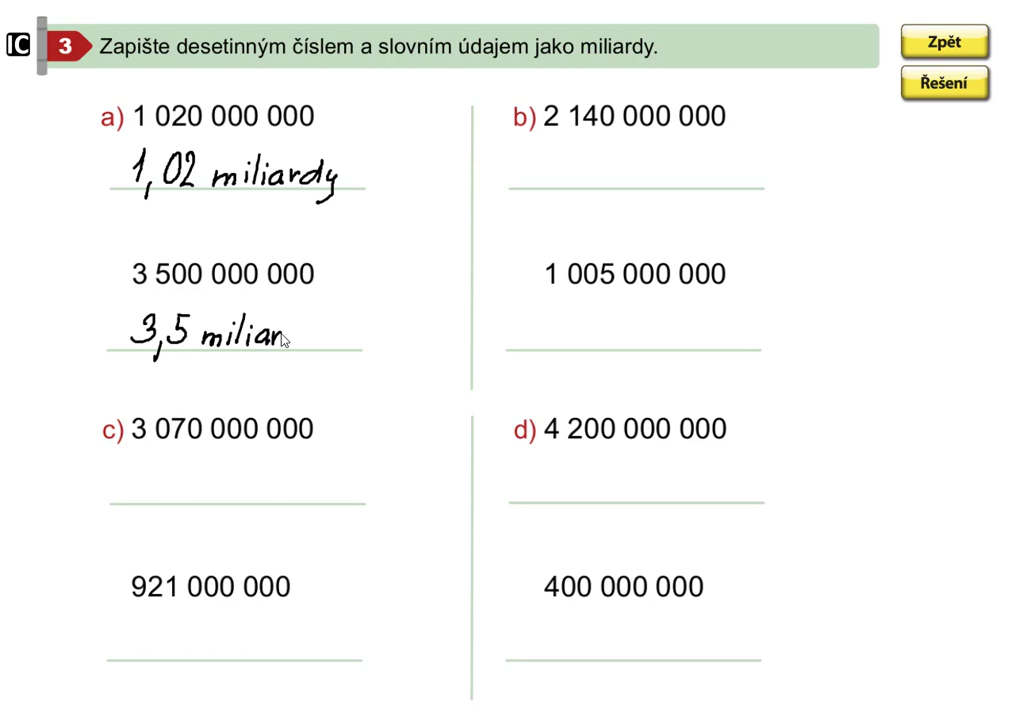 IC 3 Zapište desetinným číslem a slovním údajem jako miliardy.
Zpět
Řešení
a) 1 020 000 000
1,02 miliardy
3 500 000 000
3,5 miliar
b) 2 140 000 000
1 005 000 000
c) 3 070 000 000
921 000 000
d) 4 200 000 000
400 000 000